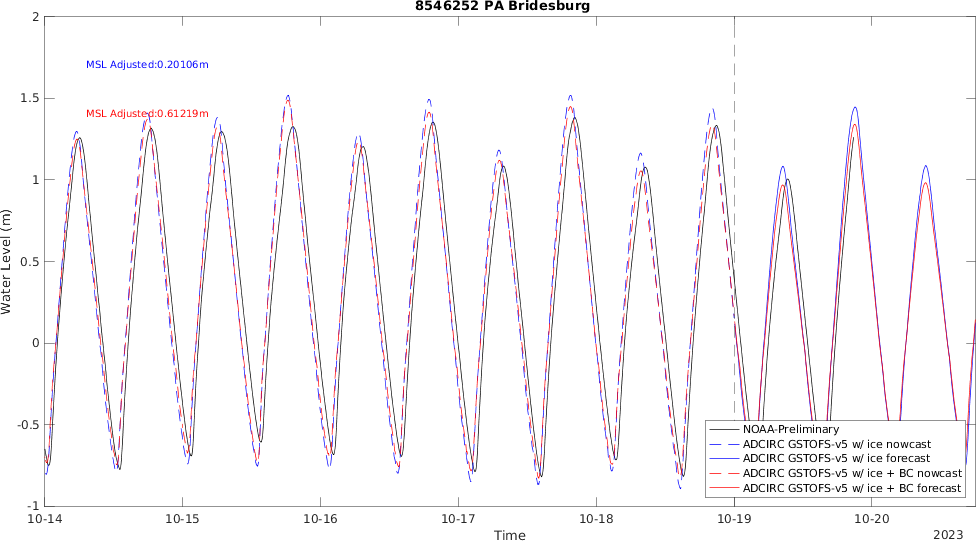 8546252 PA Bridesburg
2
1.5
1
0.5
0
-0.5
-1
Water Level (m)
MSL Adjusted:0.20106m
MSL Adjusted:0.61219m
NOAA-Preliminary
ADCIRC GSTOFS-v5 w/ ice nowcast
ADCIRC GSTOFS-v5 w/ ice forecast
ADCIRC GSTOFS-v5 w/ ice + BC nowcast
ADCIRC GSTOFS-v5 w/ ice + BC forecast
10-14 10-15 10-16 10-17 10-18 10-19 10-20
Time
2023